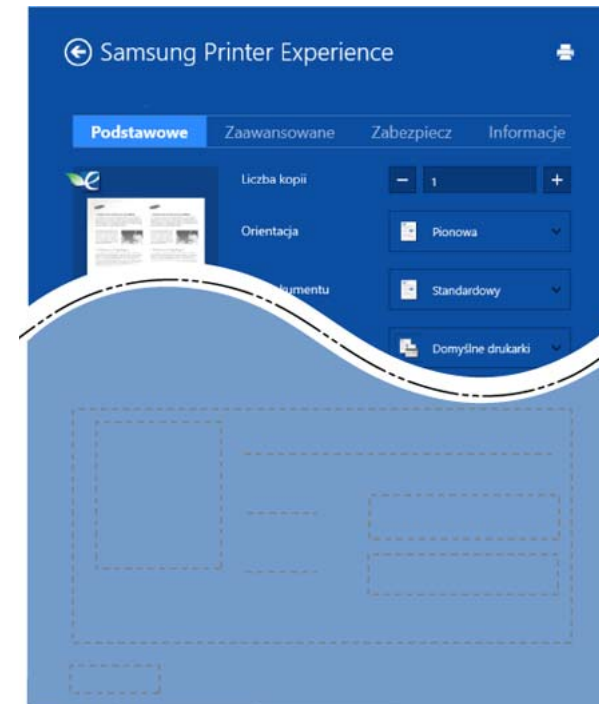 Samsung Printer Experience
Podstawowe Zaawansowane Zabezpiecz Informacje
Liczba kopii 1
Orientacja Pionowa
Standardowy
Domyślne drukarki